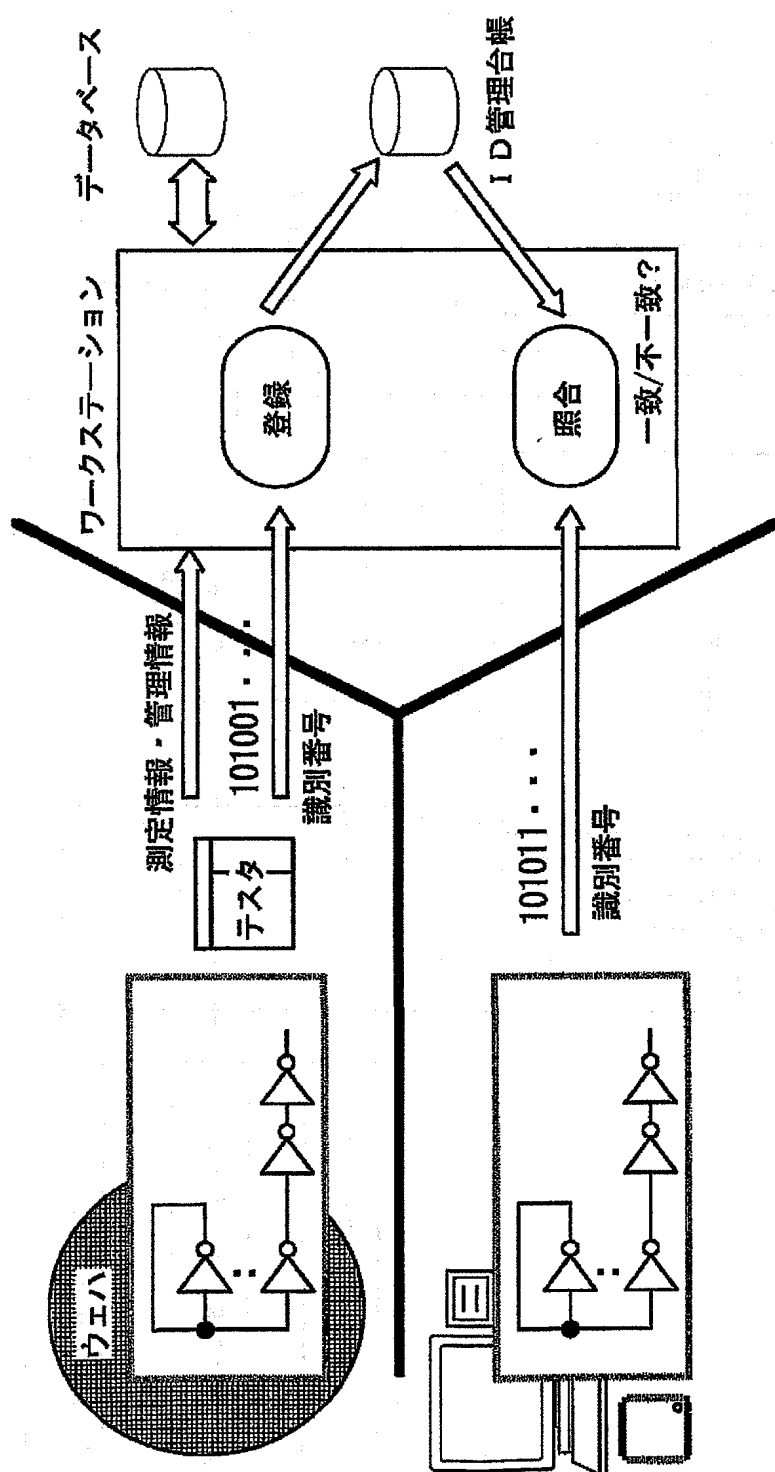 ウェハ
テスタ
測定情報・管理情報
101001・・・
識別番号
ワークステーション
登録
データベース
ID管理台帳
101011・・・
識別番号
照合
一致/不一致?